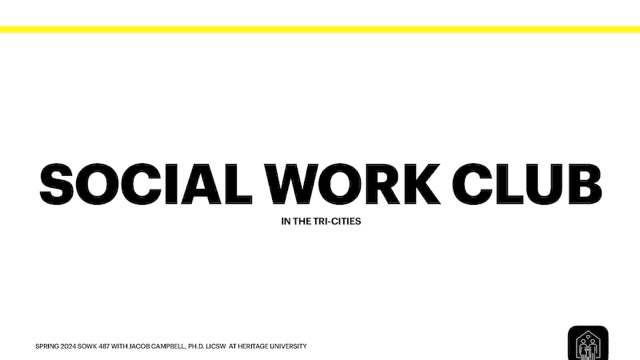 SOCIAL WORK CLUB
IN THE TRI-CITIES
SPRING 2024 SOWK 487 WITH JACOB CAMPBELL, PH.D. LICSW AT HERITAGE UNIVERSITY